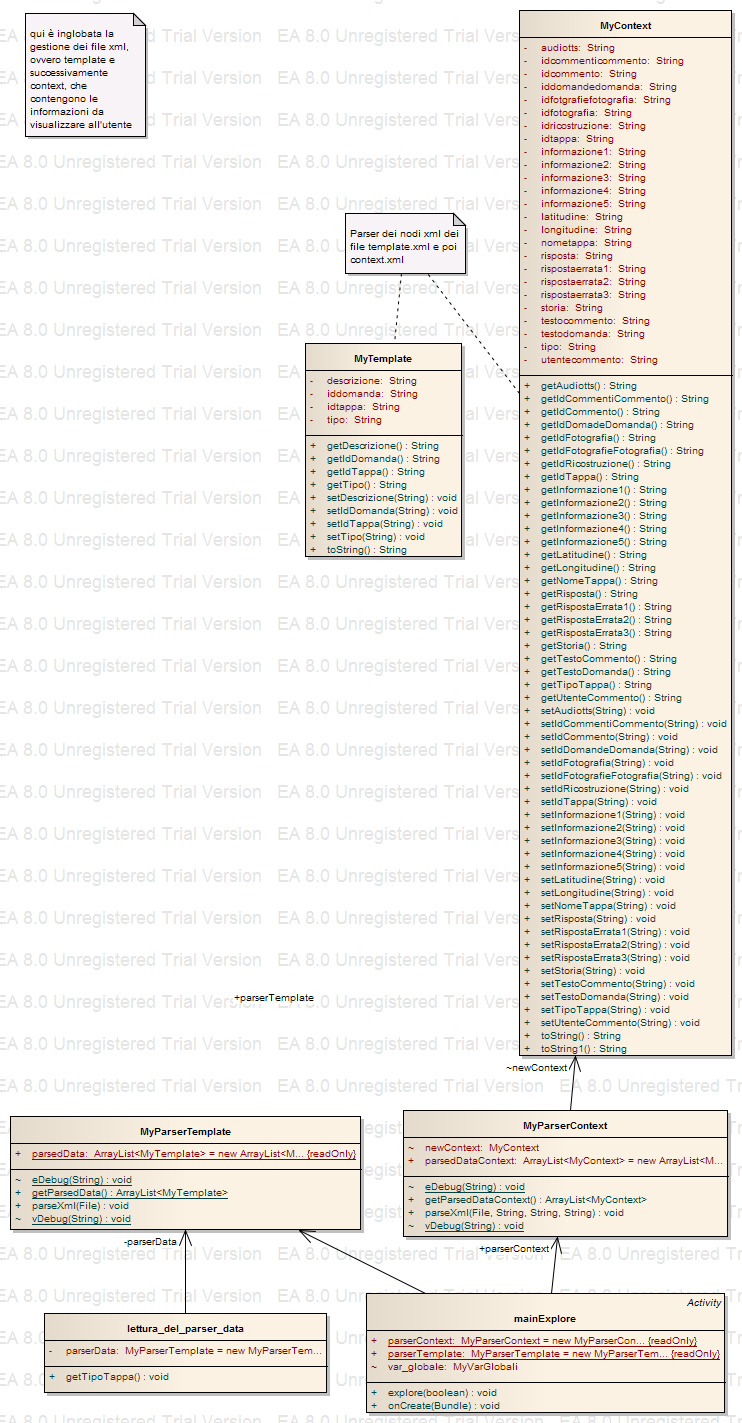 qui è inglobata la
gestione dei file xml,
ovvero template e
successivamente
context, che
contengono le
informazioni da
visualizzare all'utente
MyContext
- audiotts: String
- idcommenticommento: String
- idcommento: String
- iddomandedomanda: String
- idfotgrafiefotografia: String
- idfotografia: String
- idricostruzione: String
- idtappa: String
- informazione1: String
- informazione2: String
- informazione3: String
- informazione4: String
- informazione5: String
- latitudine: String
- longitudine: String
- nometappa: String
- risposta: String
- rispostaerrata1: String
- rispostaerrata2: String
- rispostaerrata3: String
- storia: String
- testocommento: String
- testodomanda: String
- tipo: String
- utentecommento: String
+ getAudiotts() : String
+ getIdCommentiCommento() : String
+ getIdCommento() : String
+ getIdDomadeDomanda() : String
+ getIdFotografia() : String
+ getIdFotografieFotografia() : String
+ getIdRicostruzione() : String
+ getIdTappa() : String
+ getInformazione1() : String
+ getInformazione2() : String
+ getInformazione3() : String
+ getInformazione4() : String
+ getInformazione5() : String
+ getLatitudine() : String
+ getLongitudine() : String
+ getNomeTappa() : String
+ getRisposta() : String
+ getRispostaErrata1() : String
+ getRispostaErrata2() : String
+ getRispostaErrata3() : String
+ getStoria() : String
+ getTestoCommento() : String
+ getTestoDomanda() : String
+ getTipoTappa() : String
+ getUtenteCommento() : String
+ setAudiotts(String) : void
+ setIdCommentiCommento(String) : void
+ setIdCommento(String) : void
+ setIdDomandeDomanda(String) : void
+ setIdFotografia(String) : void
+ setIdFotografieFotografia(String) : void
+ setIdRicostruzione(String) : void
+ setIdTappa(String) : void
+ setInformazione1(String) : void
+ setInformazione2(String) : void
+ setInformazione3(String) : void
+ setInformazione4(String) : void
+ setInformazione5(String) : void
+ setLatitudine(String) : void
+ setLongitudine(String) : void
+ setNomeTappa(String) : void
+ setRisposta(String) : void
+ setRispostaErrata1(String) : void
+ setRispostaErrata2(String) : void
+ setRispostaErrata3(String) : void
+ setStoria(String) : void
+ setTestoCommento(String) : void
+ setTestoDomanda(String) : void
+ setTipoTappa(String) : void
+ setUtenteCommento(String) : void
+ toString() : String
+ toString1() : String
Parser dei nodi xml dei
file template.xml e poi
context.xml
MyTemplate
- descrizione: String
- iddomanda: String
- idtappa: String
- tipo: String
+ getDescrizione() : String
+ getIdDomanda() : String
+ getIdTappa() : String
+ getTipo() : String
+ setDescrizione(String) : void
+ setIdDomanda(String) : void
+ setIdTappa(String) : void
+ setTipo(String) : void
+ toString() : String
+parserTemplate
~newContext
MyParserTemplate
+ parsedData: ArrayList<MyTemplate> = new ArrayList<M... {readOnly}
~ eDebug(String) : void
+ getParsedData() : ArrayList<MyTemplate>
+ parseXml(File) : void
~ vDebug(String) : void
MyParserContext
~ newContext: MyContext
+ parsedDataContext: ArrayList<MyContext> = new ArrayList<M...
~ eDebug(String) : void
+ getParsedDataContext() : ArrayList<MyContext>
+ parseXml(File, String, String, String) : void
~ vDebug(String) : void
-parserData
+parserContext
lettura_del_parser_data
- parserData: MyParserTemplate = new MyParserTem...
+ getTipoTappa() : void
Activity
mainExplore
+ parserContext: MyParserContext = new MyParserCon... {readOnly}
+ parserTemplate: MyParserTemplate = new MyParserTem... {readOnly}
~ var_globale: MyVarGlobali
+ explore(boolean) : void
+ onCreate(Bundle) : void
EA 8.0 Unregistered Trial Version